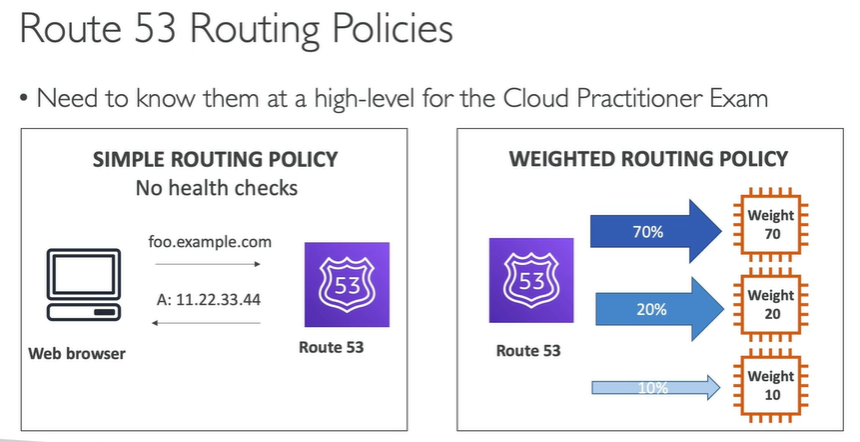 Route 53 Routing Policies
• Need to know them at a high-level for the Cloud Practitioner Exam
SIMPLE ROUTING POLICY
No health checks
foo.example.com
53
A: 11.22.33.44
Web browser
Route 53
WEIGHTED ROUTING POLICY
70%
Weight
70
53
20%
Weight
20
Route 53
10%
Weight
10